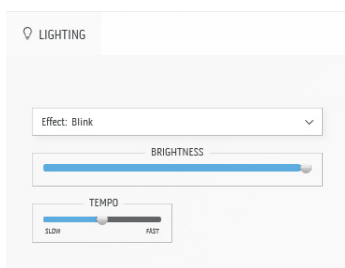 LIGHTING
Effect: Blink
BRIGHTNESS
TEMPO
SLOW FAST